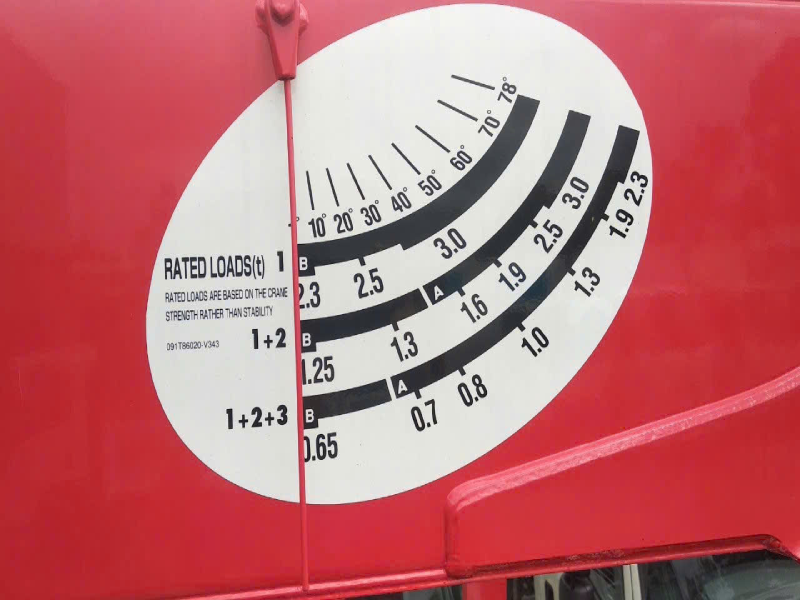 78°
70°
60°
50°
40°
30°
20°
10°
RATED LOADS(t) 1
B
2.3
2.5
3.0
RATED LOADS ARE BASED ON THE CRANE
STRENGTH RATHER THAN STABILITY
091T86020-V343
1+2
B
1.25
1.3
A
1.6
1.9
2.5
3.0
1+2+3
B
0.65
A
0.7
0.8
1.0
1.3
1.9
2.3